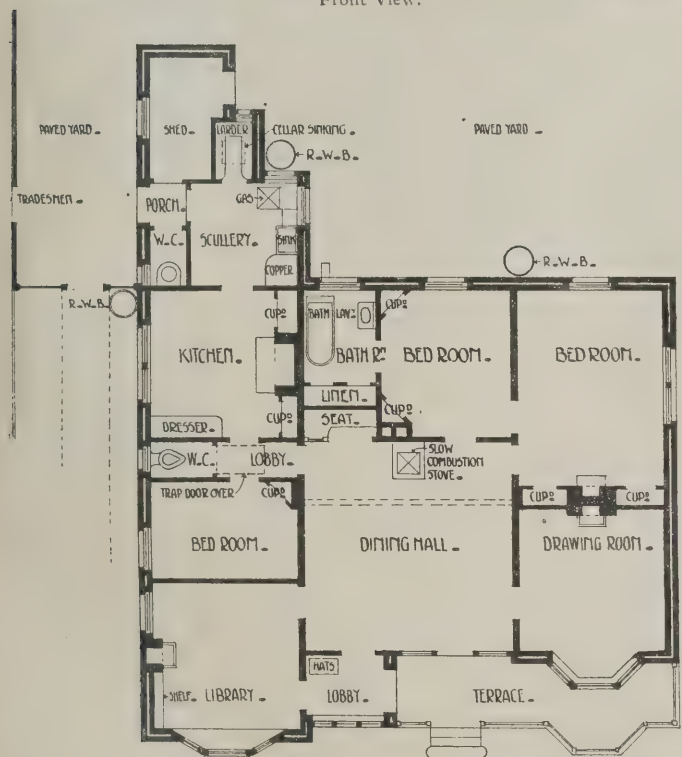 Front View.
PAVED YARD.
SHED.
LARDER
CELLAR SINKING.
R.W.B.
PAVED YARD.
TRADESMEN.
PORCH.
GAS
W.C.
SCULLERY.
SINK
COPPER
R.W.B.
R.W.B.
CUPD
BATH
LAV.
CUPD
KITCHEN.
BATH RM
BED ROOM.
BED ROOM.
LINEN.
DRESSER.
CUPD
SEAT.
CUPD
W.C.
LOBBY.
SLOW
COMBUSTION
STOVE.
TRAP DOOR OVER
CUPD
CUPD
CUPD
BED ROOM.
DINING HALL.
DRAWING ROOM.
HATS
SHELF.
LIBRARY.
LOBBY.
TERRACE.